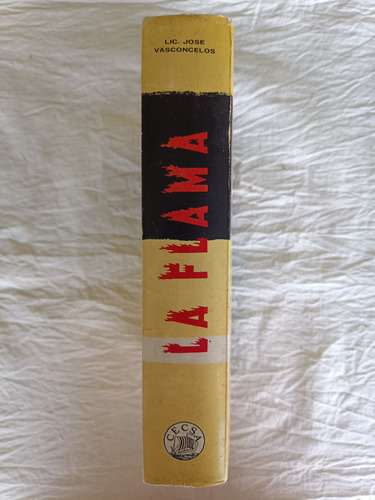 LIC. JOSE
VASCONCELOS
LA FLAMA
CECSA